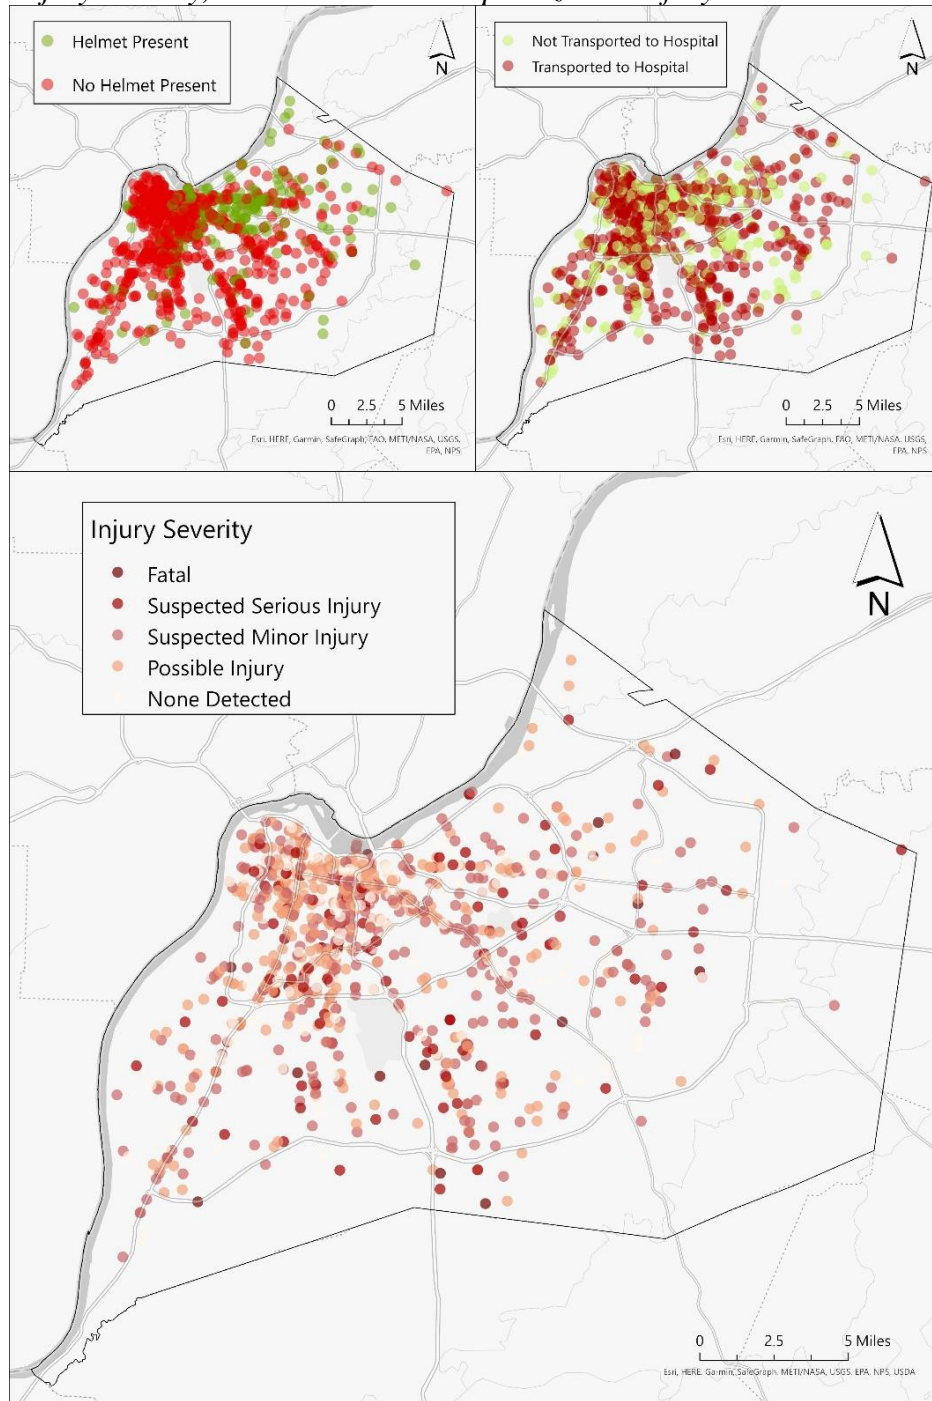 Helmet Present
No Helmet Present
N
0 2.5 5 Miles
Esri, HERE, Garmin, SafeGraph, FAO, METI/NASA, USGS,
EPA, NPS
Not Transported to Hospital
Transported to Hospital
N
0 2.5 5 Miles
Esri, HERE, Garmin, SafeGraph, FAO, METI/NASA, USGS,
EPA, NPS
Injury Severity
Fatal
Suspected Serious Injury
Suspected Minor Injury
Possible Injury
None Detected
N
0 2.5 5 Miles
Esri, HERE, Garmin, SafeGraph, METI/NASA, USGS, EPA, NPS, USDA